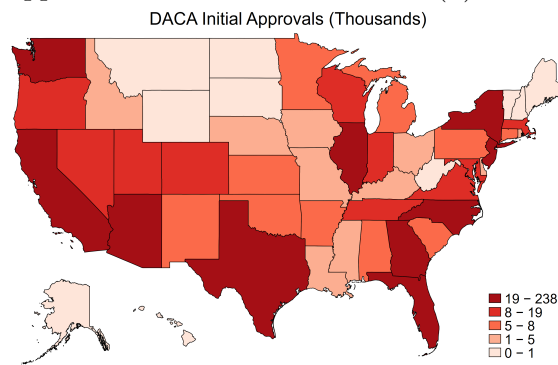 DACA Initial Approvals (Thousands)
19 – 238
8 – 19
5 – 8
1 – 5
0 – 1